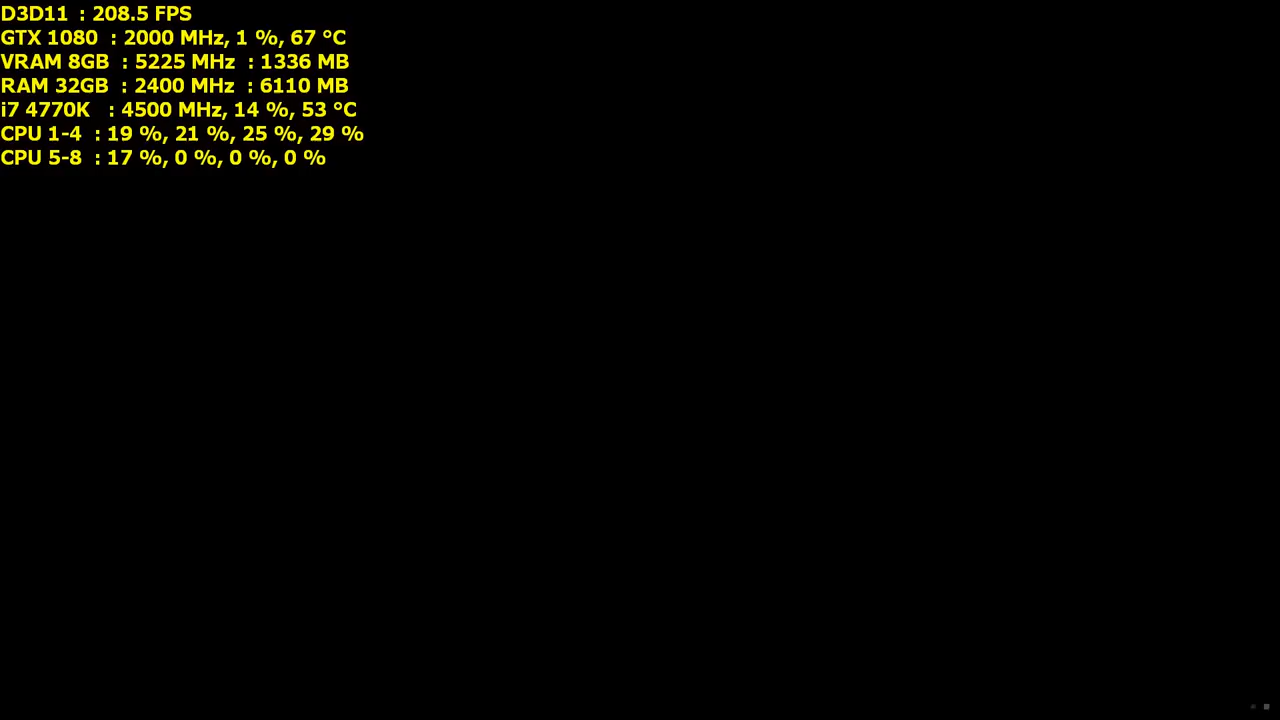 D3D11 : 208.5 FPS
GTX 1080 : 2000 MHz, 1 %, 67 °C
VRAM 8GB : 5225 MHz : 1336 MB
RAM 32GB : 2400 MHz : 6110 MB
i7 4770K : 4500 MHz, 14 %, 53 °C
CPU 1-4 : 19 %, 21 %, 25 %, 29 %
CPU 5-8 : 17 %, 0 %, 0 %, 0 %